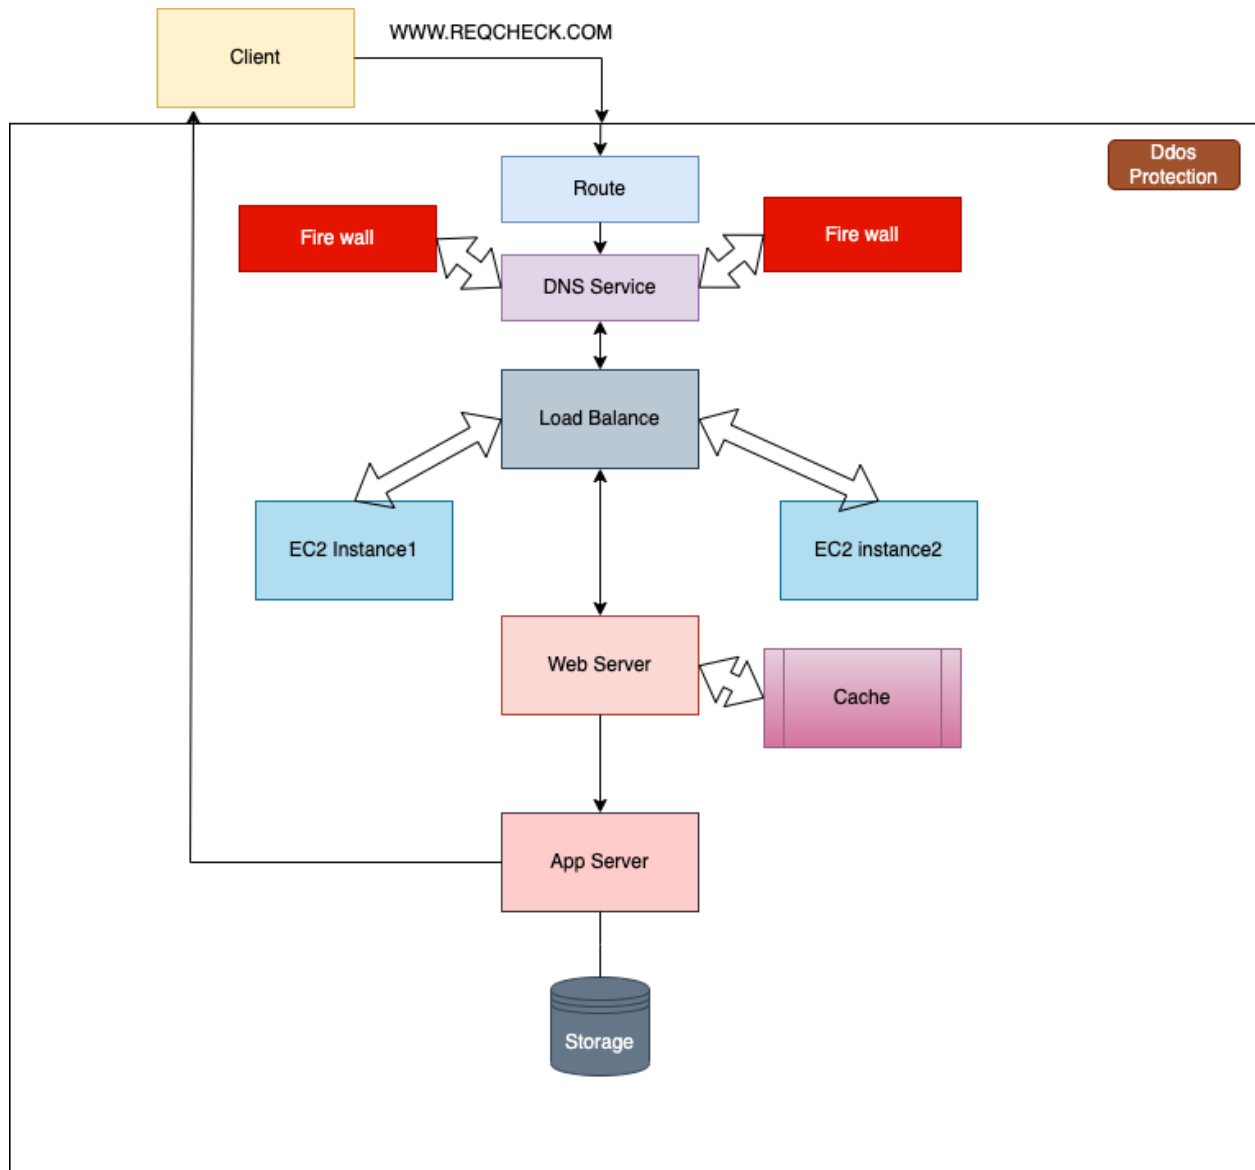 WWW.REQCHECK.COM
Client
Ddos
Protection
Route
Fire wall
Fire wall
DNS Service
Load Balance
EC2 Instance1
EC2 instance2
Web Server
Cache
App Server
Storage